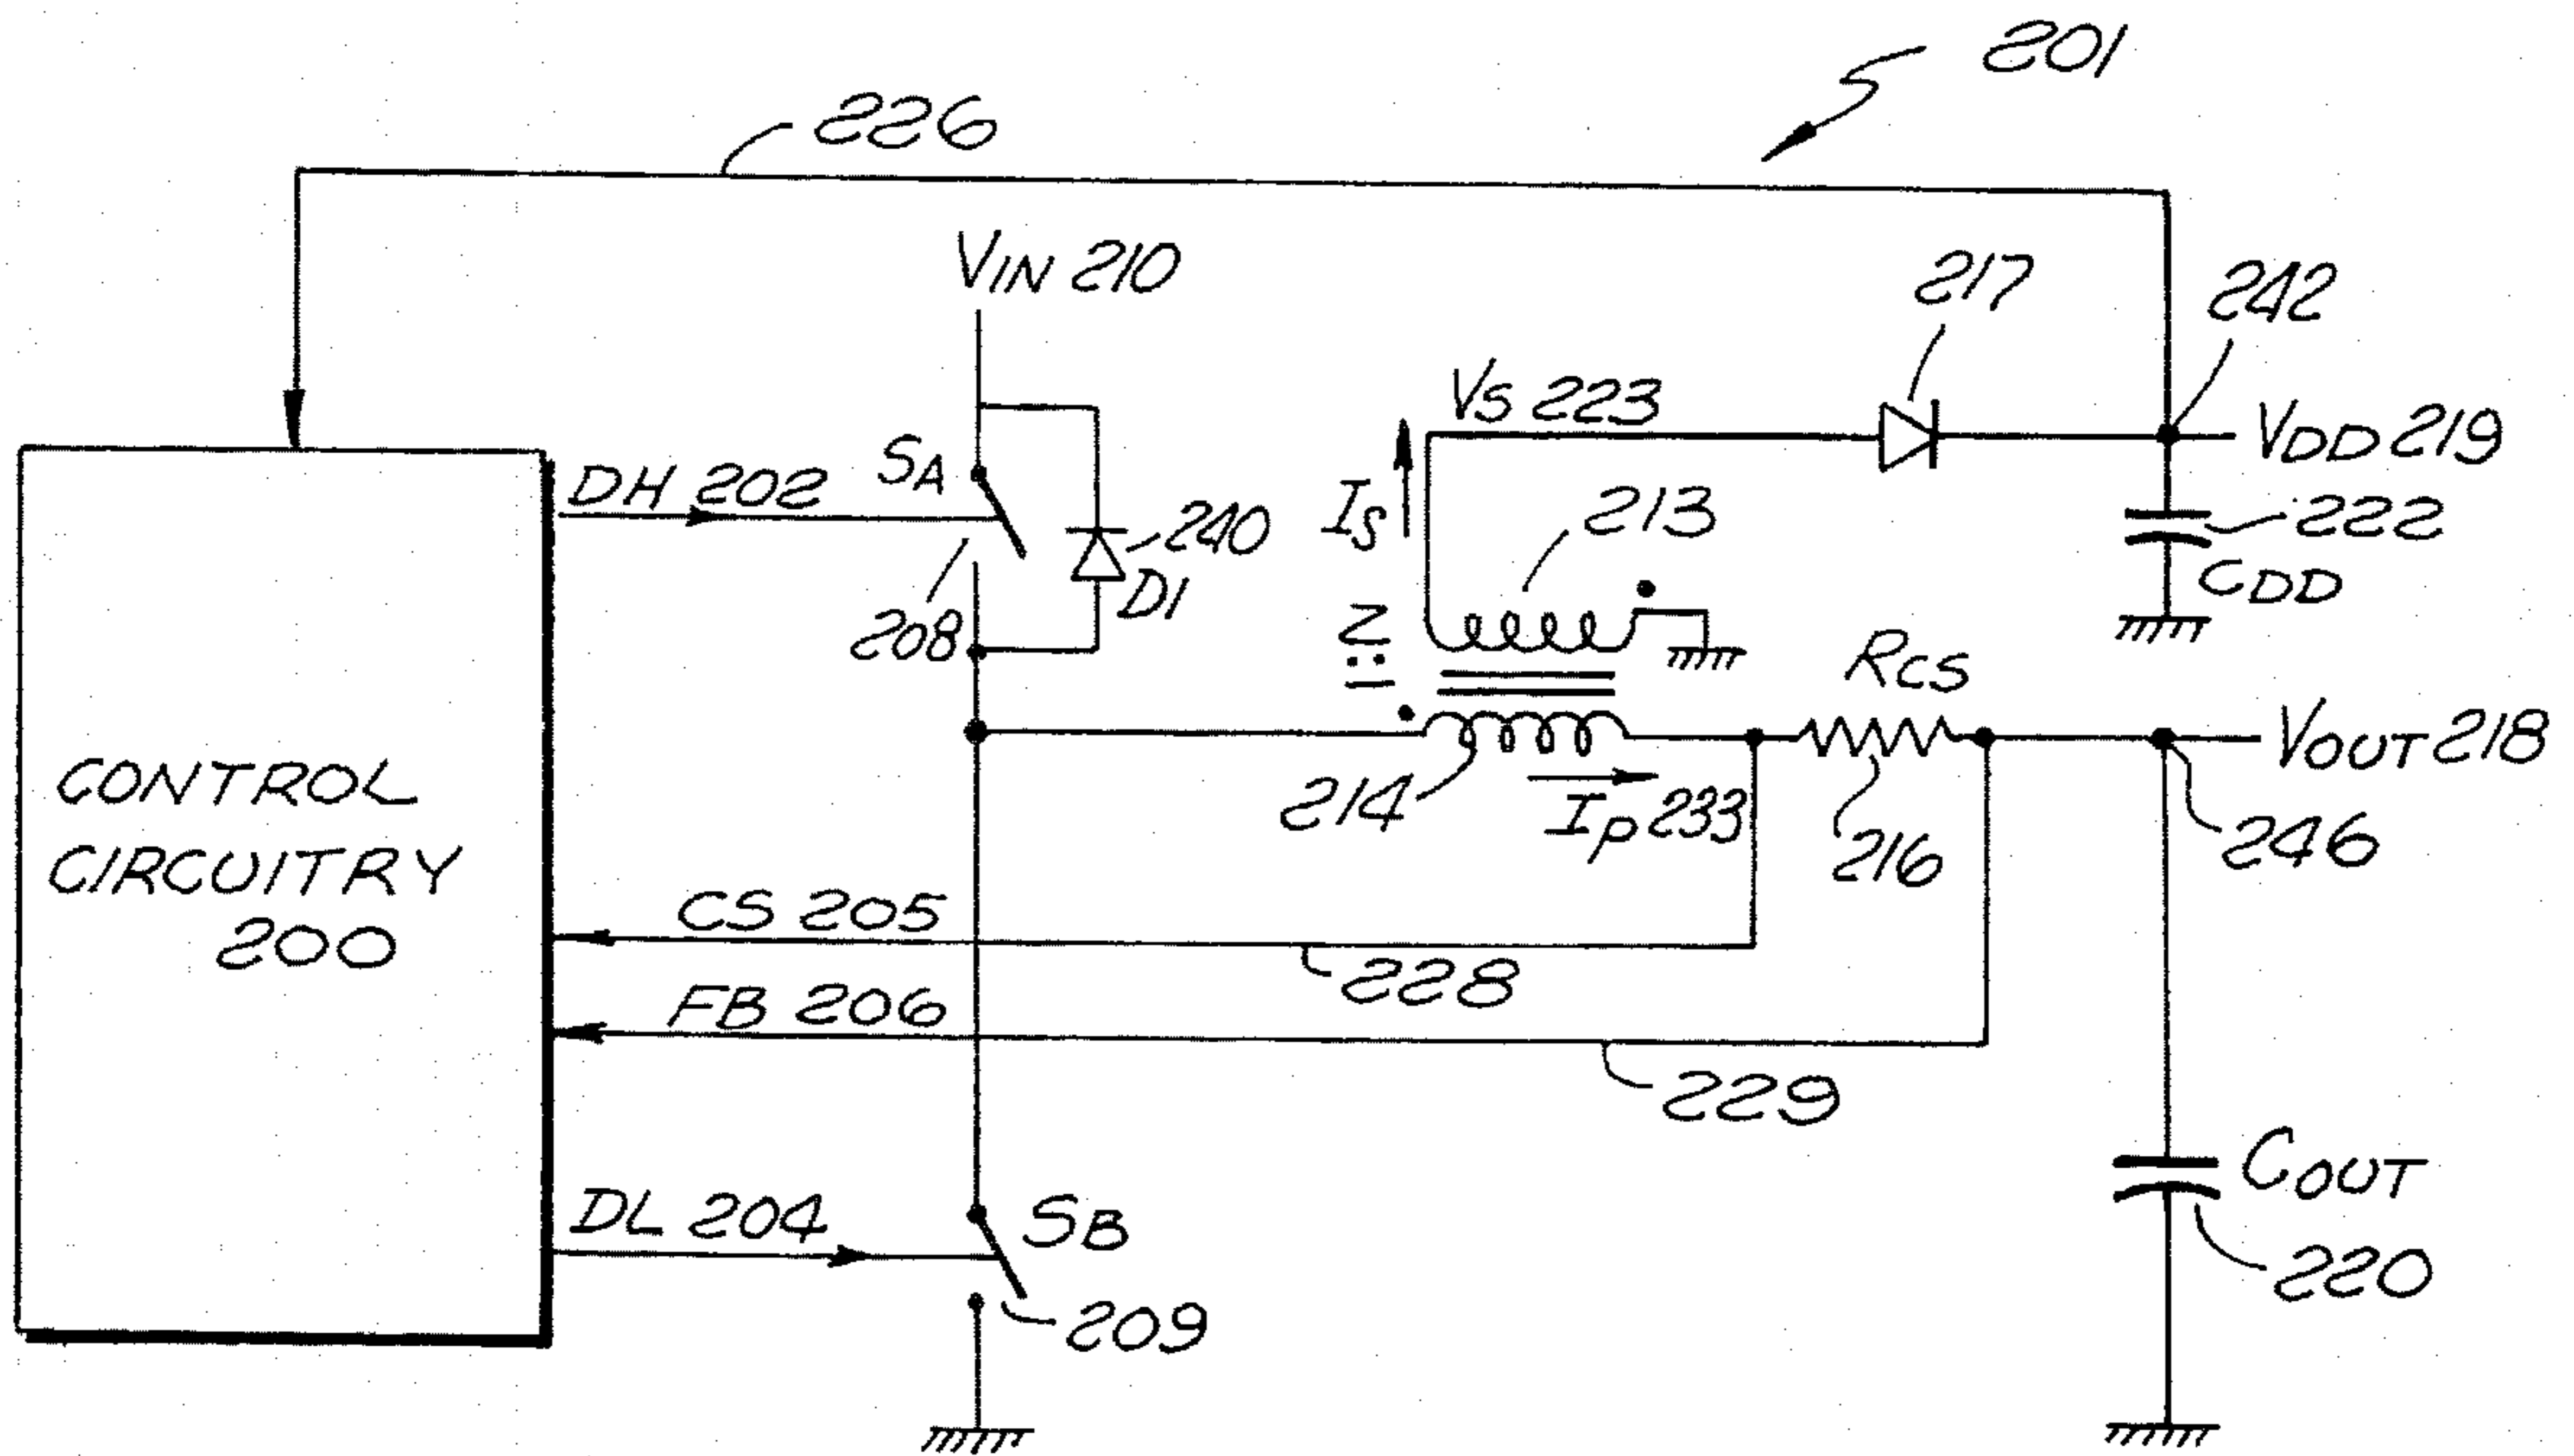 201
226
VIN 210
217
242
VS 223
VDD 219
SA
DH 202
IS
213
222
CDD
240
D1
208
1:N
RCS
VOUT 218
CONTROL
CIRCUITRY
200
214
IP 233
216
246
CS 205
228
FB 206
229
COUT
DL 204
SB
220
209